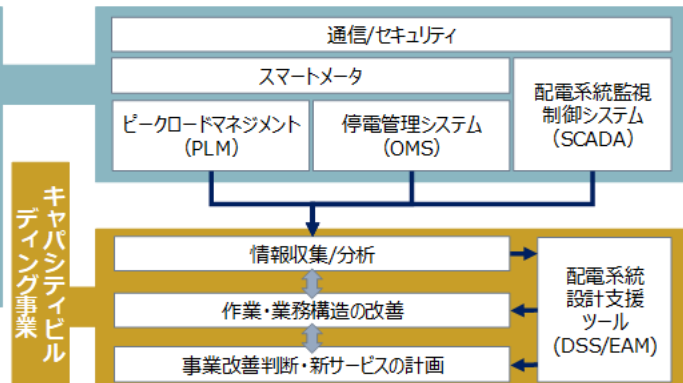 通信/セキュリティ
スマートメータ
配電系統監視
制御システム
(SCADA)
ピークロードマネジメント
(PLM)
停電管理システム
(OMS)
キャパシティビル
ディング事業
情報収集/分析
作業・業務構造の改善
事業改善判断・新サービスの計画
配電系統
設計支援
ツール
(DSS/EAM)